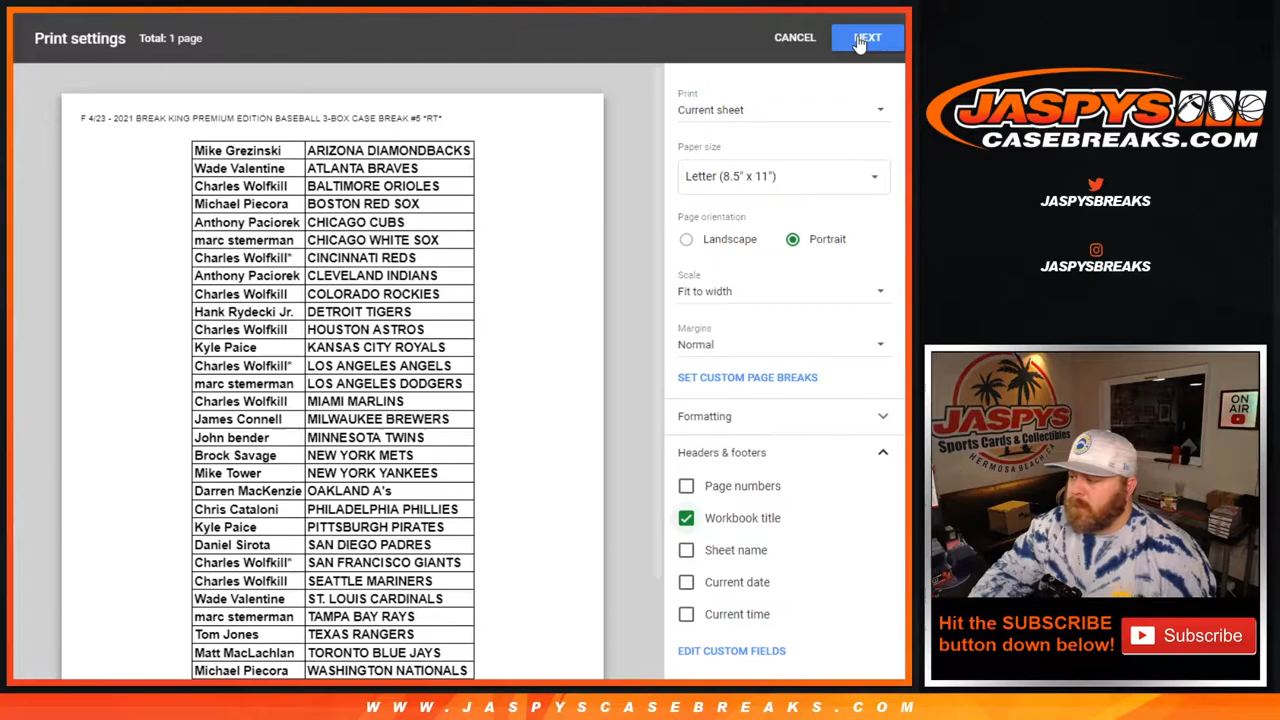 Print settings Total: 1 page CANCEL NEXT
F 4/23 - 2021 BREAK KING PREMIUM EDITION BASEBALL 3-BOX CASE BREAK #5 *RT*
Mike Grezinski ARIZONA DIAMONDBACKS
Wade Valentine ATLANTA BRAVES
Charles Wolfkill BALTIMORE ORIOLES
Michael Piecora BOSTON RED SOX
Anthony Paciorek CHICAGO CUBS
marc stemerman CHICAGO WHITE SOX
Charles Wolfkill* CINCINNATI REDS
Anthony Paciorek CLEVELAND INDIANS
Charles Wolfkill COLORADO ROCKIES
Hank Rydecki Jr. DETROIT TIGERS
Charles Wolfkill HOUSTON ASTROS
Kyle Paice KANSAS CITY ROYALS
Charles Wolfkill* LOS ANGELES ANGELS
marc stemerman LOS ANGELES DODGERS
Charles Wolfkill MIAMI MARLINS
James Connell MILWAUKEE BREWERS
John bender MINNESOTA TWINS
Brock Savage NEW YORK METS
Mike Tower NEW YORK YANKEES
Darren MacKenzie OAKLAND A's
Chris Cataloni PHILADELPHIA PHILLIES
Kyle Paice PITTSBURGH PIRATES
Daniel Sirota SAN DIEGO PADRES
Charles Wolfkill* SAN FRANCISCO GIANTS
Charles Wolfkill SEATTLE MARINERS
Wade Valentine ST. LOUIS CARDINALS
marc stemerman TAMPA BAY RAYS
Tom Jones TEXAS RANGERS
Matt MacLachlan TORONTO BLUE JAYS
Michael Piecora WASHINGTON NATIONALS
Print
Current sheet
Paper size
Letter (8.5" x 11")
Page orientation
Landscape Portrait
Scale
Fit to width
Margins
Normal
SET CUSTOM PAGE BREAKS
Formatting
Headers & footers
Page numbers
Workbook title
Sheet name
Current date
Current time
EDIT CUSTOM FIELDS
JASPYS
CASEBREAKS.COM
JASPYSBREAKS
JASPYSBREAKS
JASPYS
Sports Cards & Collectibles
HERMOSA BEACH, CA
ON
AIR
Hit the SUBSCRIBE
button down below!
Subscribe
WWW.JASPYSCASEBREAKS.COM